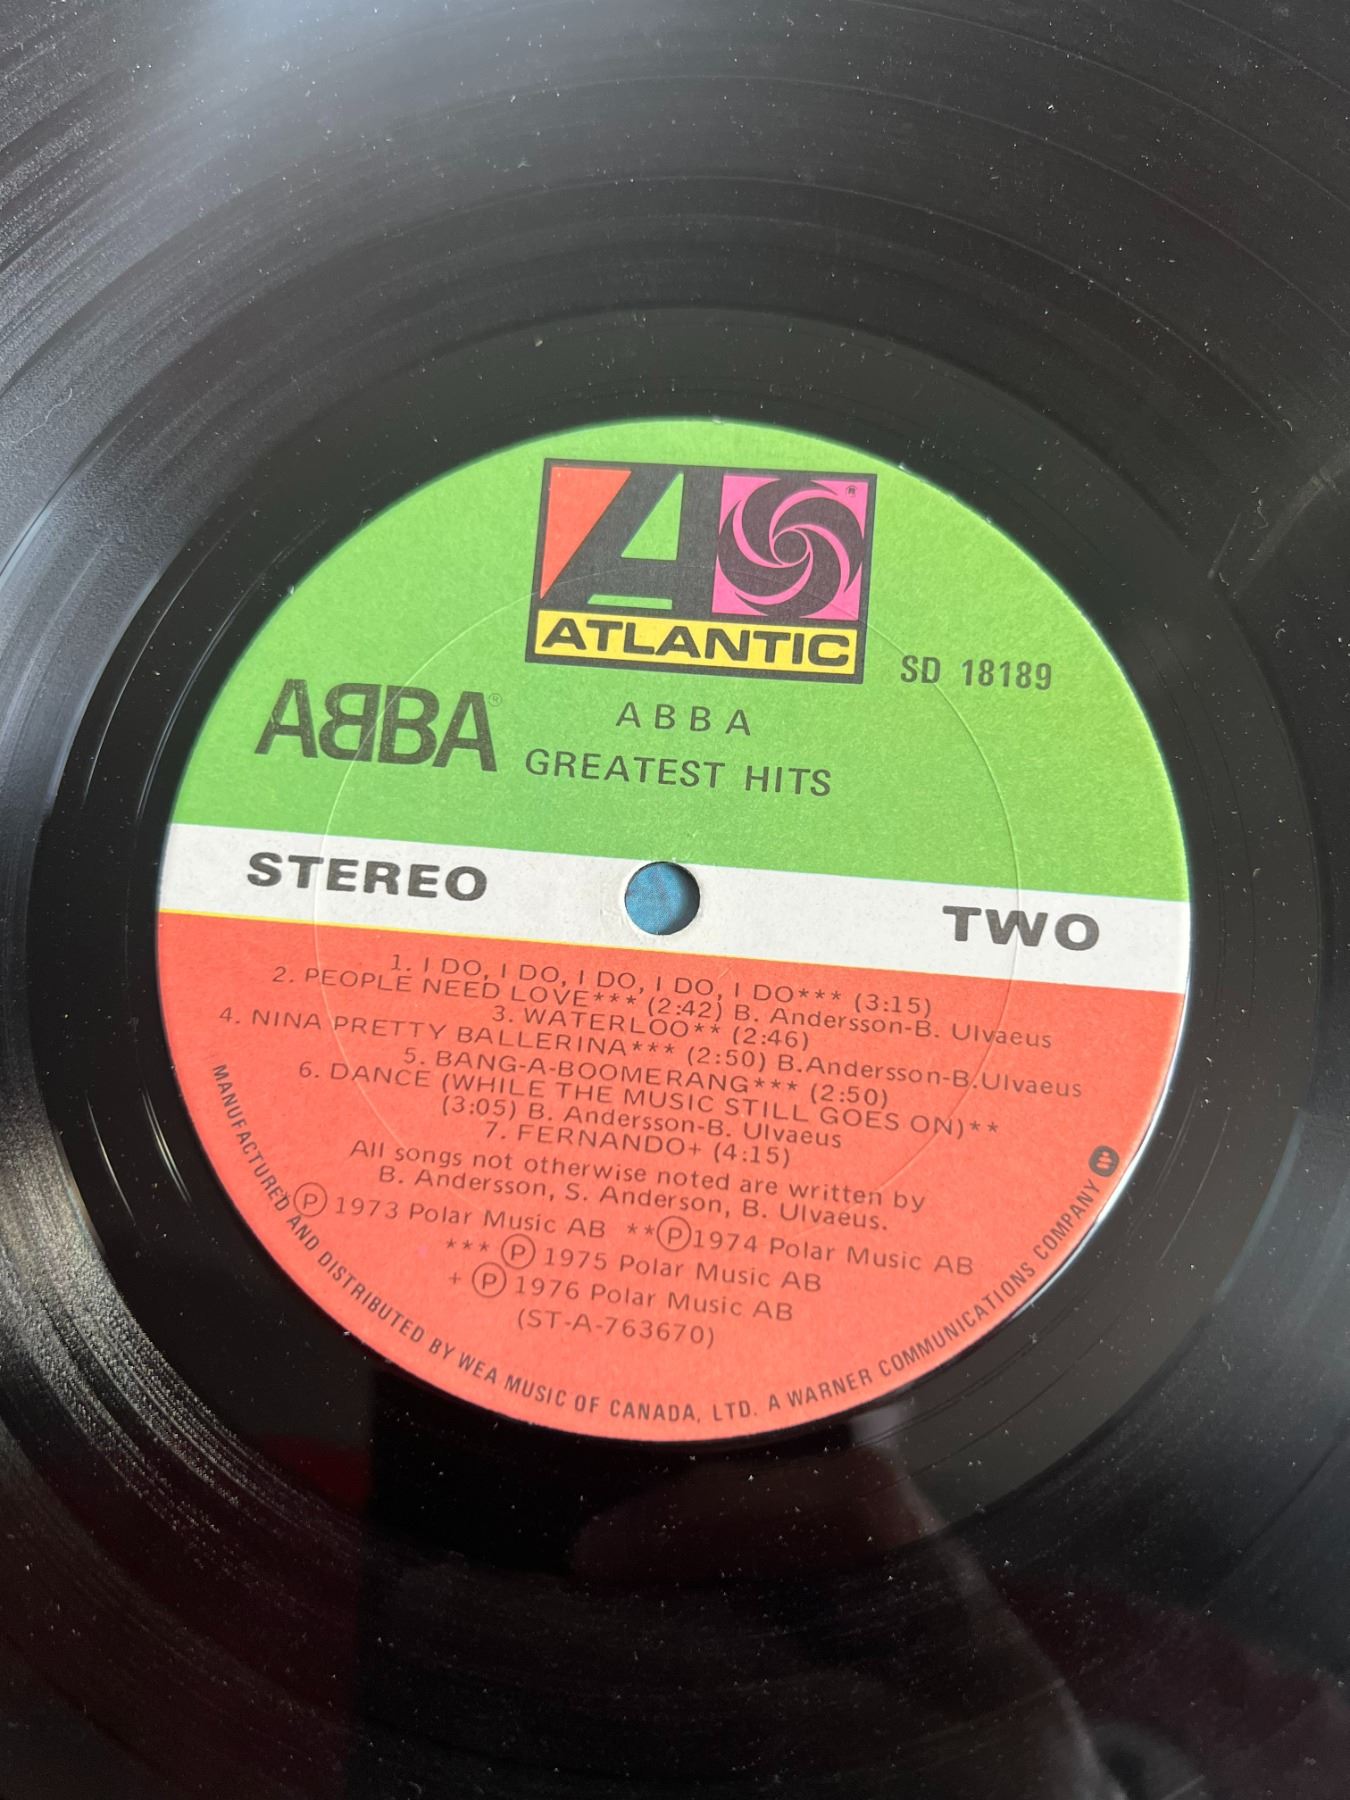 ATLANTIC
®
SD 18189
ABBA®
ABBA
GREATEST HITS
STEREO
TWO
1. I DO, I DO, I DO, I DO, I DO*** (3:15)
2. PEOPLE NEED LOVE*** (2:42) B. Andersson-B. Ulvaeus
3. WATERLOO** (2:46)
4. NINA PRETTY BALLERINA*** (2:50) B.Andersson-B.Ulvaeus
5. BANG-A-BOOMERANG*** (2:50)
6. DANCE (WHILE THE MUSIC STILL GOES ON)**
(3:05) B. Andersson-B. Ulvaeus
7. FERNANDO+ (4:15)
All songs not otherwise noted are written by
B. Andersson, S. Anderson, B. Ulvaeus.
*Ⓟ 1973 Polar Music AB **Ⓟ1974 Polar Music AB
*** Ⓟ 1975 Polar Music AB
+ Ⓟ 1976 Polar Music AB
(ST-A-763670)
MANUFACTURED AND DISTRIBUTED BY WEA MUSIC OF CANADA, LTD. A WARNER COMMUNICATIONS COMPANY